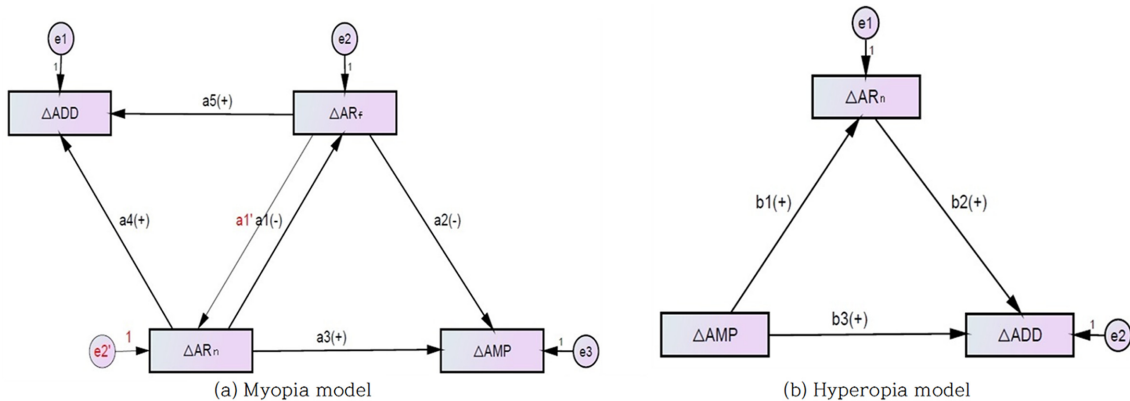 e1
e2
1
1
△ADD
a5(+)
△ARf
a4(+)
a1' a1(-)
a2(-)
e2'
1
△ARn
a3(+)
△AMP
1
e3
(a) Myopia model
e1
1
△ARn
b1(+)
b2(+)
△AMP
b3(+)
△ADD
1
e2
(b) Hyperopia model